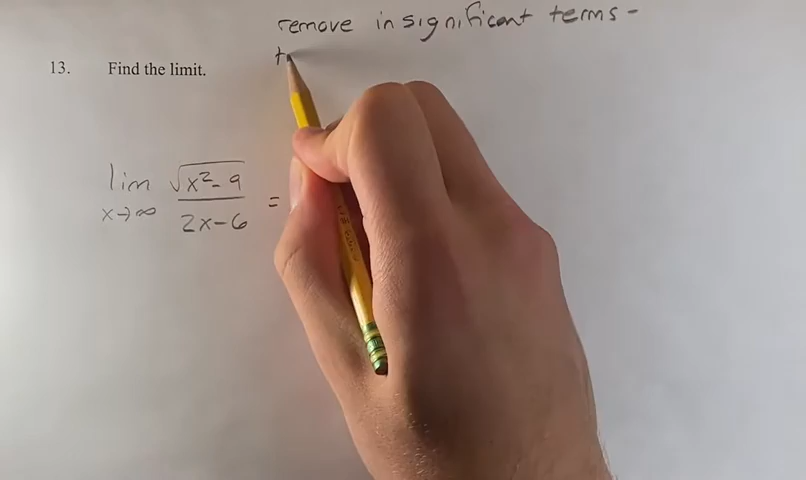 remove insignificant terms-
t
13. Find the limit.
lim √x²-9 =
x→∞ 2x-6